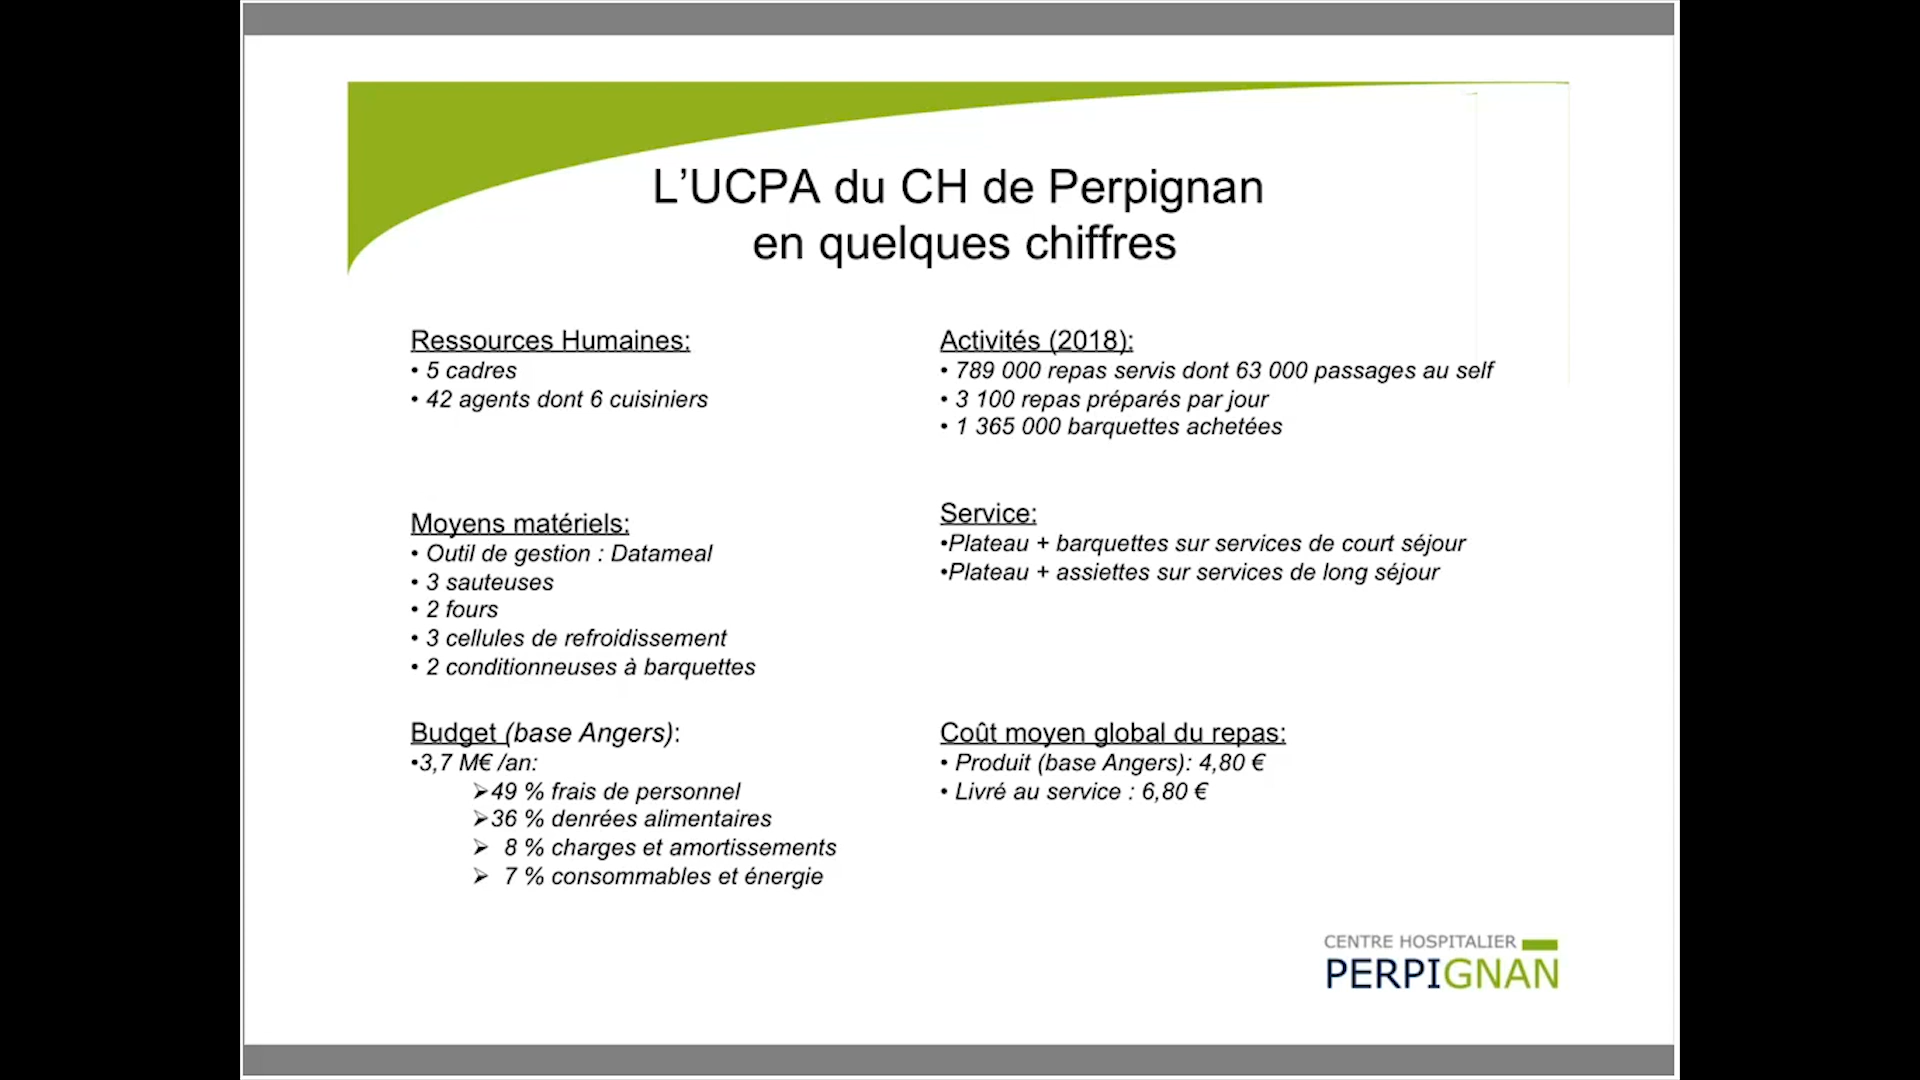 L’UCPA du CH de Perpignan
en quelques chiffres
Ressources Humaines:
• 5 cadres
• 42 agents dont 6 cuisiniers
Moyens matériels:
• Outil de gestion : Datameal
• 3 sauteuses
• 2 fours
• 3 cellules de refroidissement
• 2 conditionneuses à barquettes
Budget (base Angers):
•3,7 M€ /an:
➢49 % frais de personnel
➢36 % denrées alimentaires
➢ 8 % charges et amortissements
➢ 7 % consommables et énergie
Activités (2018):
• 789 000 repas servis dont 63 000 passages au self
• 3 100 repas préparés par jour
• 1 365 000 barquettes achetées
Service:
•Plateau + barquettes sur services de court séjour
•Plateau + assiettes sur services de long séjour
Coût moyen global du repas:
• Produit (base Angers): 4,80 €
• Livré au service : 6,80 €
CENTRE HOSPITALIER
PERPIGNAN